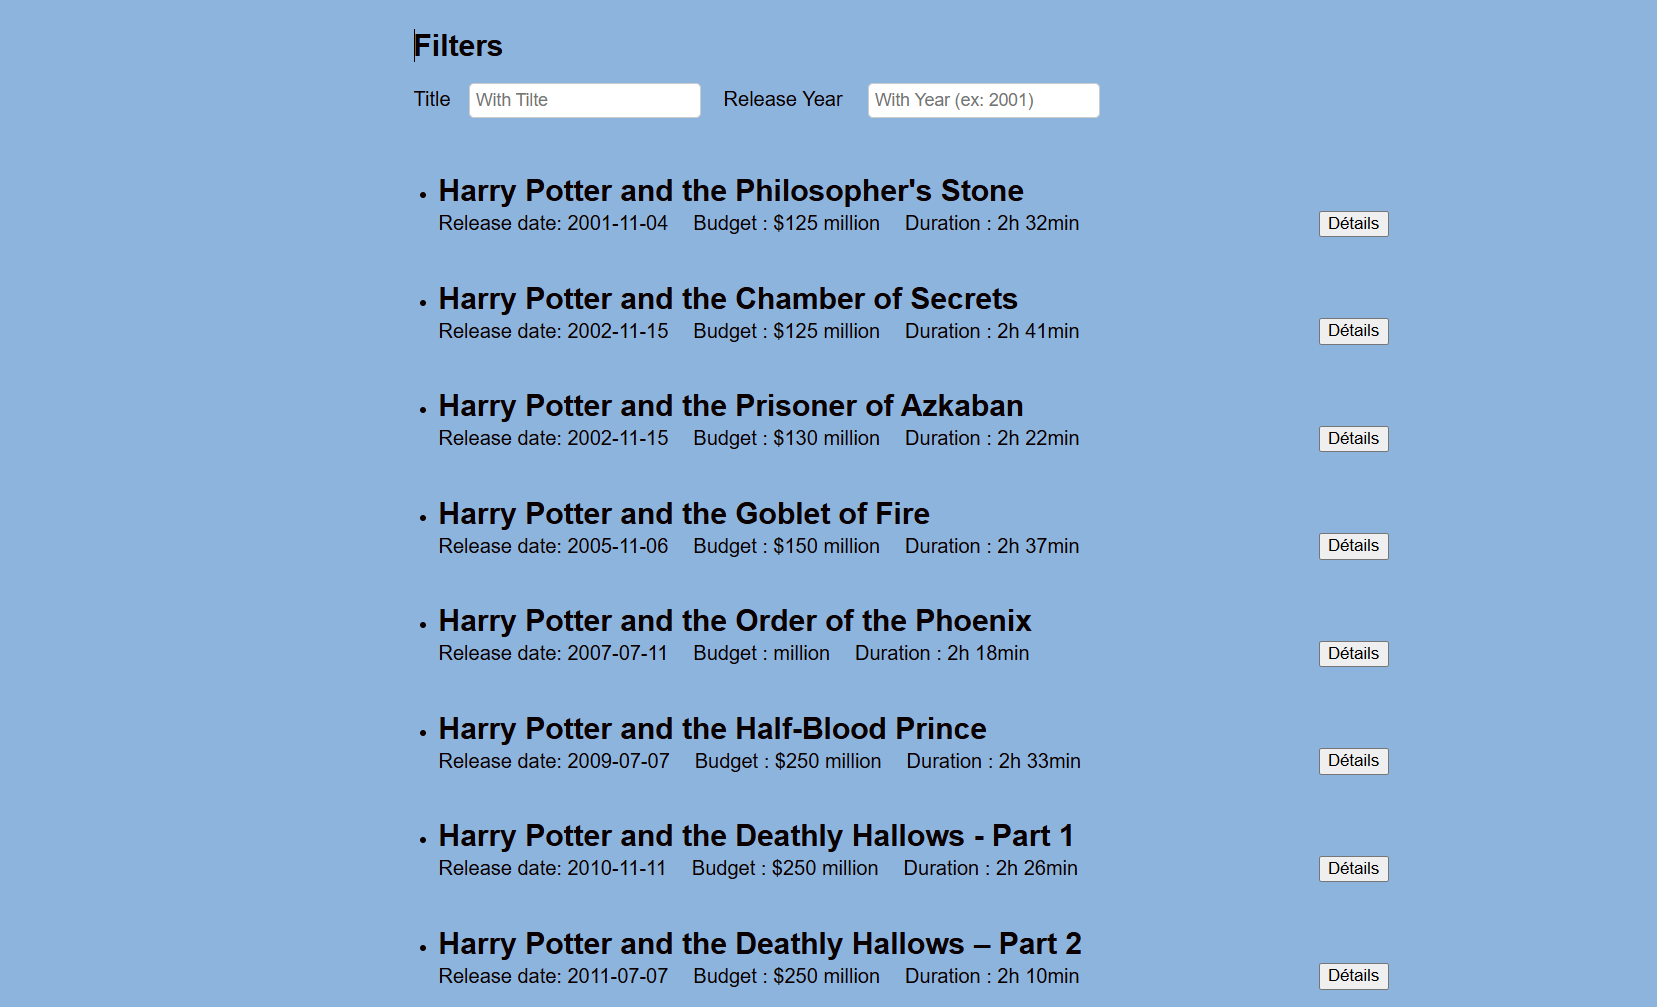 Filters
Title With Tilte Release Year With Year (ex: 2001)
Harry Potter and the Philosopher's Stone
Release date: 2001-11-04 Budget : $125 million Duration : 2h 32min Détails
Harry Potter and the Chamber of Secrets
Release date: 2002-11-15 Budget : $125 million Duration : 2h 41min Détails
Harry Potter and the Prisoner of Azkaban
Release date: 2002-11-15 Budget : $130 million Duration : 2h 22min Détails
Harry Potter and the Goblet of Fire
Release date: 2005-11-06 Budget : $150 million Duration : 2h 37min Détails
Harry Potter and the Order of the Phoenix
Release date: 2007-07-11 Budget : million Duration : 2h 18min Détails
Harry Potter and the Half-Blood Prince
Release date: 2009-07-07 Budget : $250 million Duration : 2h 33min Détails
Harry Potter and the Deathly Hallows - Part 1
Release date: 2010-11-11 Budget : $250 million Duration : 2h 26min Détails
Harry Potter and the Deathly Hallows – Part 2
Release date: 2011-07-07 Budget : $250 million Duration : 2h 10min Détails